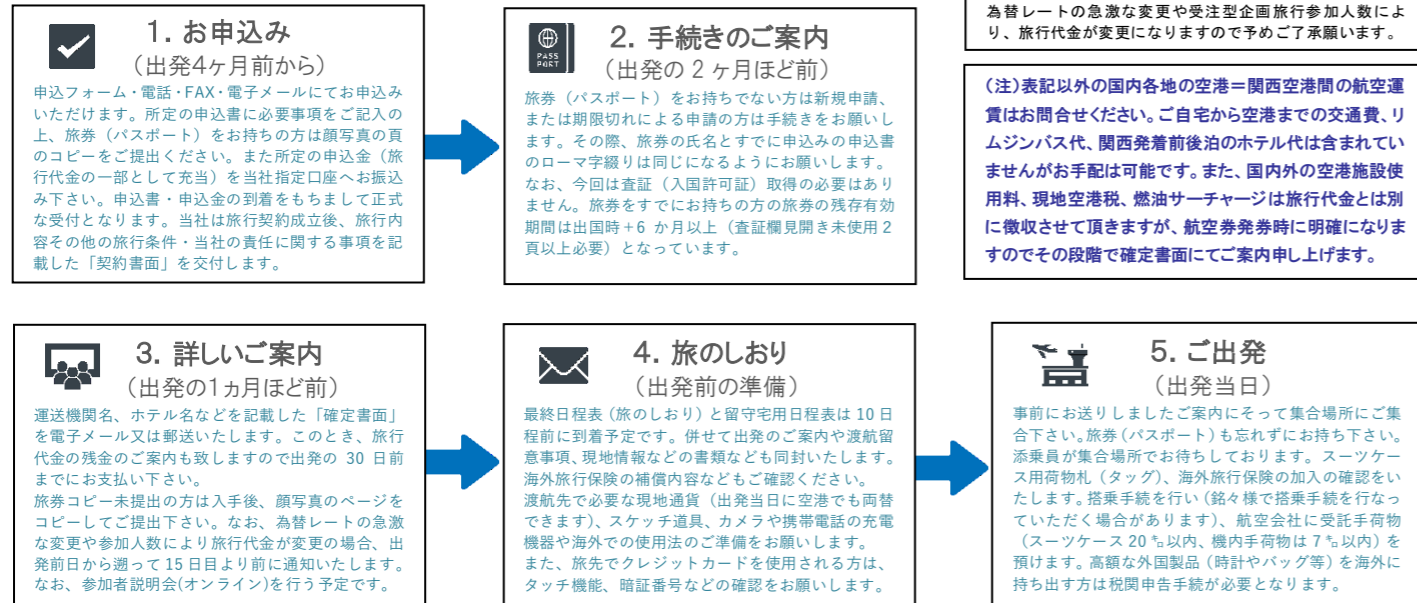 1. お申込み
（出発4ヶ月前から）
申込フォーム・電話・FAX・電子メールにてお申込み
いただけます。所定の申込書に必要事項をご記入の
上、旅券（パスポート）をお持ちの方は顔写真の頁
のコピーをご提出ください。また所定の申込金（旅
行代金の一部として充当）を当社指定口座へお振込
み下さい。申込書・申込金の到着をもちまして正式
な受付となります。当社は旅行契約成立後、旅行内
容その他の旅行条件・当社の責任に関する事項を記
載した「契約書面」を交付します。
PASS
PORT
2. 手続きのご案内
（出発の 2 ヶ月ほど前）
旅券（パスポート）をお持ちでない方は新規申請、
または期限切れによる申請の方は手続きをお願いし
ます。その際、旅券の氏名とすでに申込みの申込書
のローマ字綴りは同じになるようにお願いします。
なお、今回は査証（入国許可証）取得の必要はあり
ません。旅券をすでにお持ちの方の旅券の残存有効
期間は出国時＋6 か月以上（査証欄見開き未使用 2
頁以上必要）となっています。
為替レートの急激な変更や受注型企画旅行参加人数によ
り、旅行代金が変更になりますので予めご了承願います。
（注）表記以外の国内各地の空港＝関西空港間の航空運
賃はお問合せください。ご自宅から空港までの交通費、リ
ムジンバス代、関西発着前後泊のホテル代は含まれてい
ませんがお手配は可能です。また、国内外の空港施設使
用料、現地空港税、燃油サーチャージは旅行代金とは別
に徴収させて頂きますが、航空券発券時に明確になりま
すのでその段階で確定書面にてご案内申し上げます。
3. 詳しいご案内
（出発の1ヵ月ほど前）
運送機関名、ホテル名などを記載した「確定書面」
を電子メール又は郵送いたします。このとき、旅行
代金の残金のご案内も致しますので出発の 30 日前
までにお支払い下さい。
旅券コピー未提出の方は入手後、顔写真のページを
コピーしてご提出下さい。なお、為替レートの急激
な変更や参加人数により旅行代金が変更の場合、出
発前日から遡って 15 日目より前に通知いたします。
なお、参加者説明会(オンライン)を行う予定です。
4. 旅のしおり
（出発前の準備）
最終日程表（旅のしおり）と留守宅用日程表は 10 日
程前に到着予定です。併せて出発のご案内や渡航留
意事項、現地情報などの書類なども同封いたします。
海外旅行保険の補償内容などもご確認ください。
渡航先で必要な現地通貨（出発当日に空港でも両替
できます）、スケッチ道具、カメラや携帯電話の充電
機器や海外での使用法のご準備をお願いします。
また、旅先でクレジットカードを使用される方は、
タッチ機能、暗証番号などの確認をお願いします。
5. ご出発
（出発当日）
事前にお送りしましたご案内にそって集合場所にご集
合下さい。旅券（パスポート）も忘れずにお持ち下さい。
添乗員が集合場所でお待ちしております。スーツケー
ス用荷物札（タッグ）、海外旅行保険の加入の確認をい
たします。搭乗手続を行い（銘々様で搭乗手続を行なっ
ていただく場合があります）、航空会社に受託手荷物
（スーツケース 20 ㌔以内、機内手荷物は 7 ㌔以内）を
預けます。高額な外国製品（時計やバッグ等）を海外に
持ち出す方は税関申告手続が必要となります。